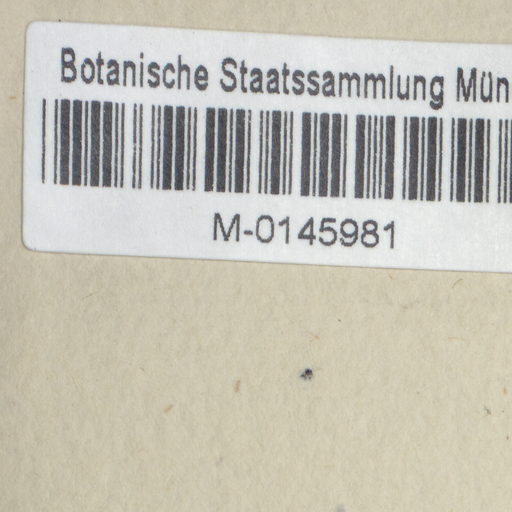 Botanische Staatssammlung Mün
M-0145981